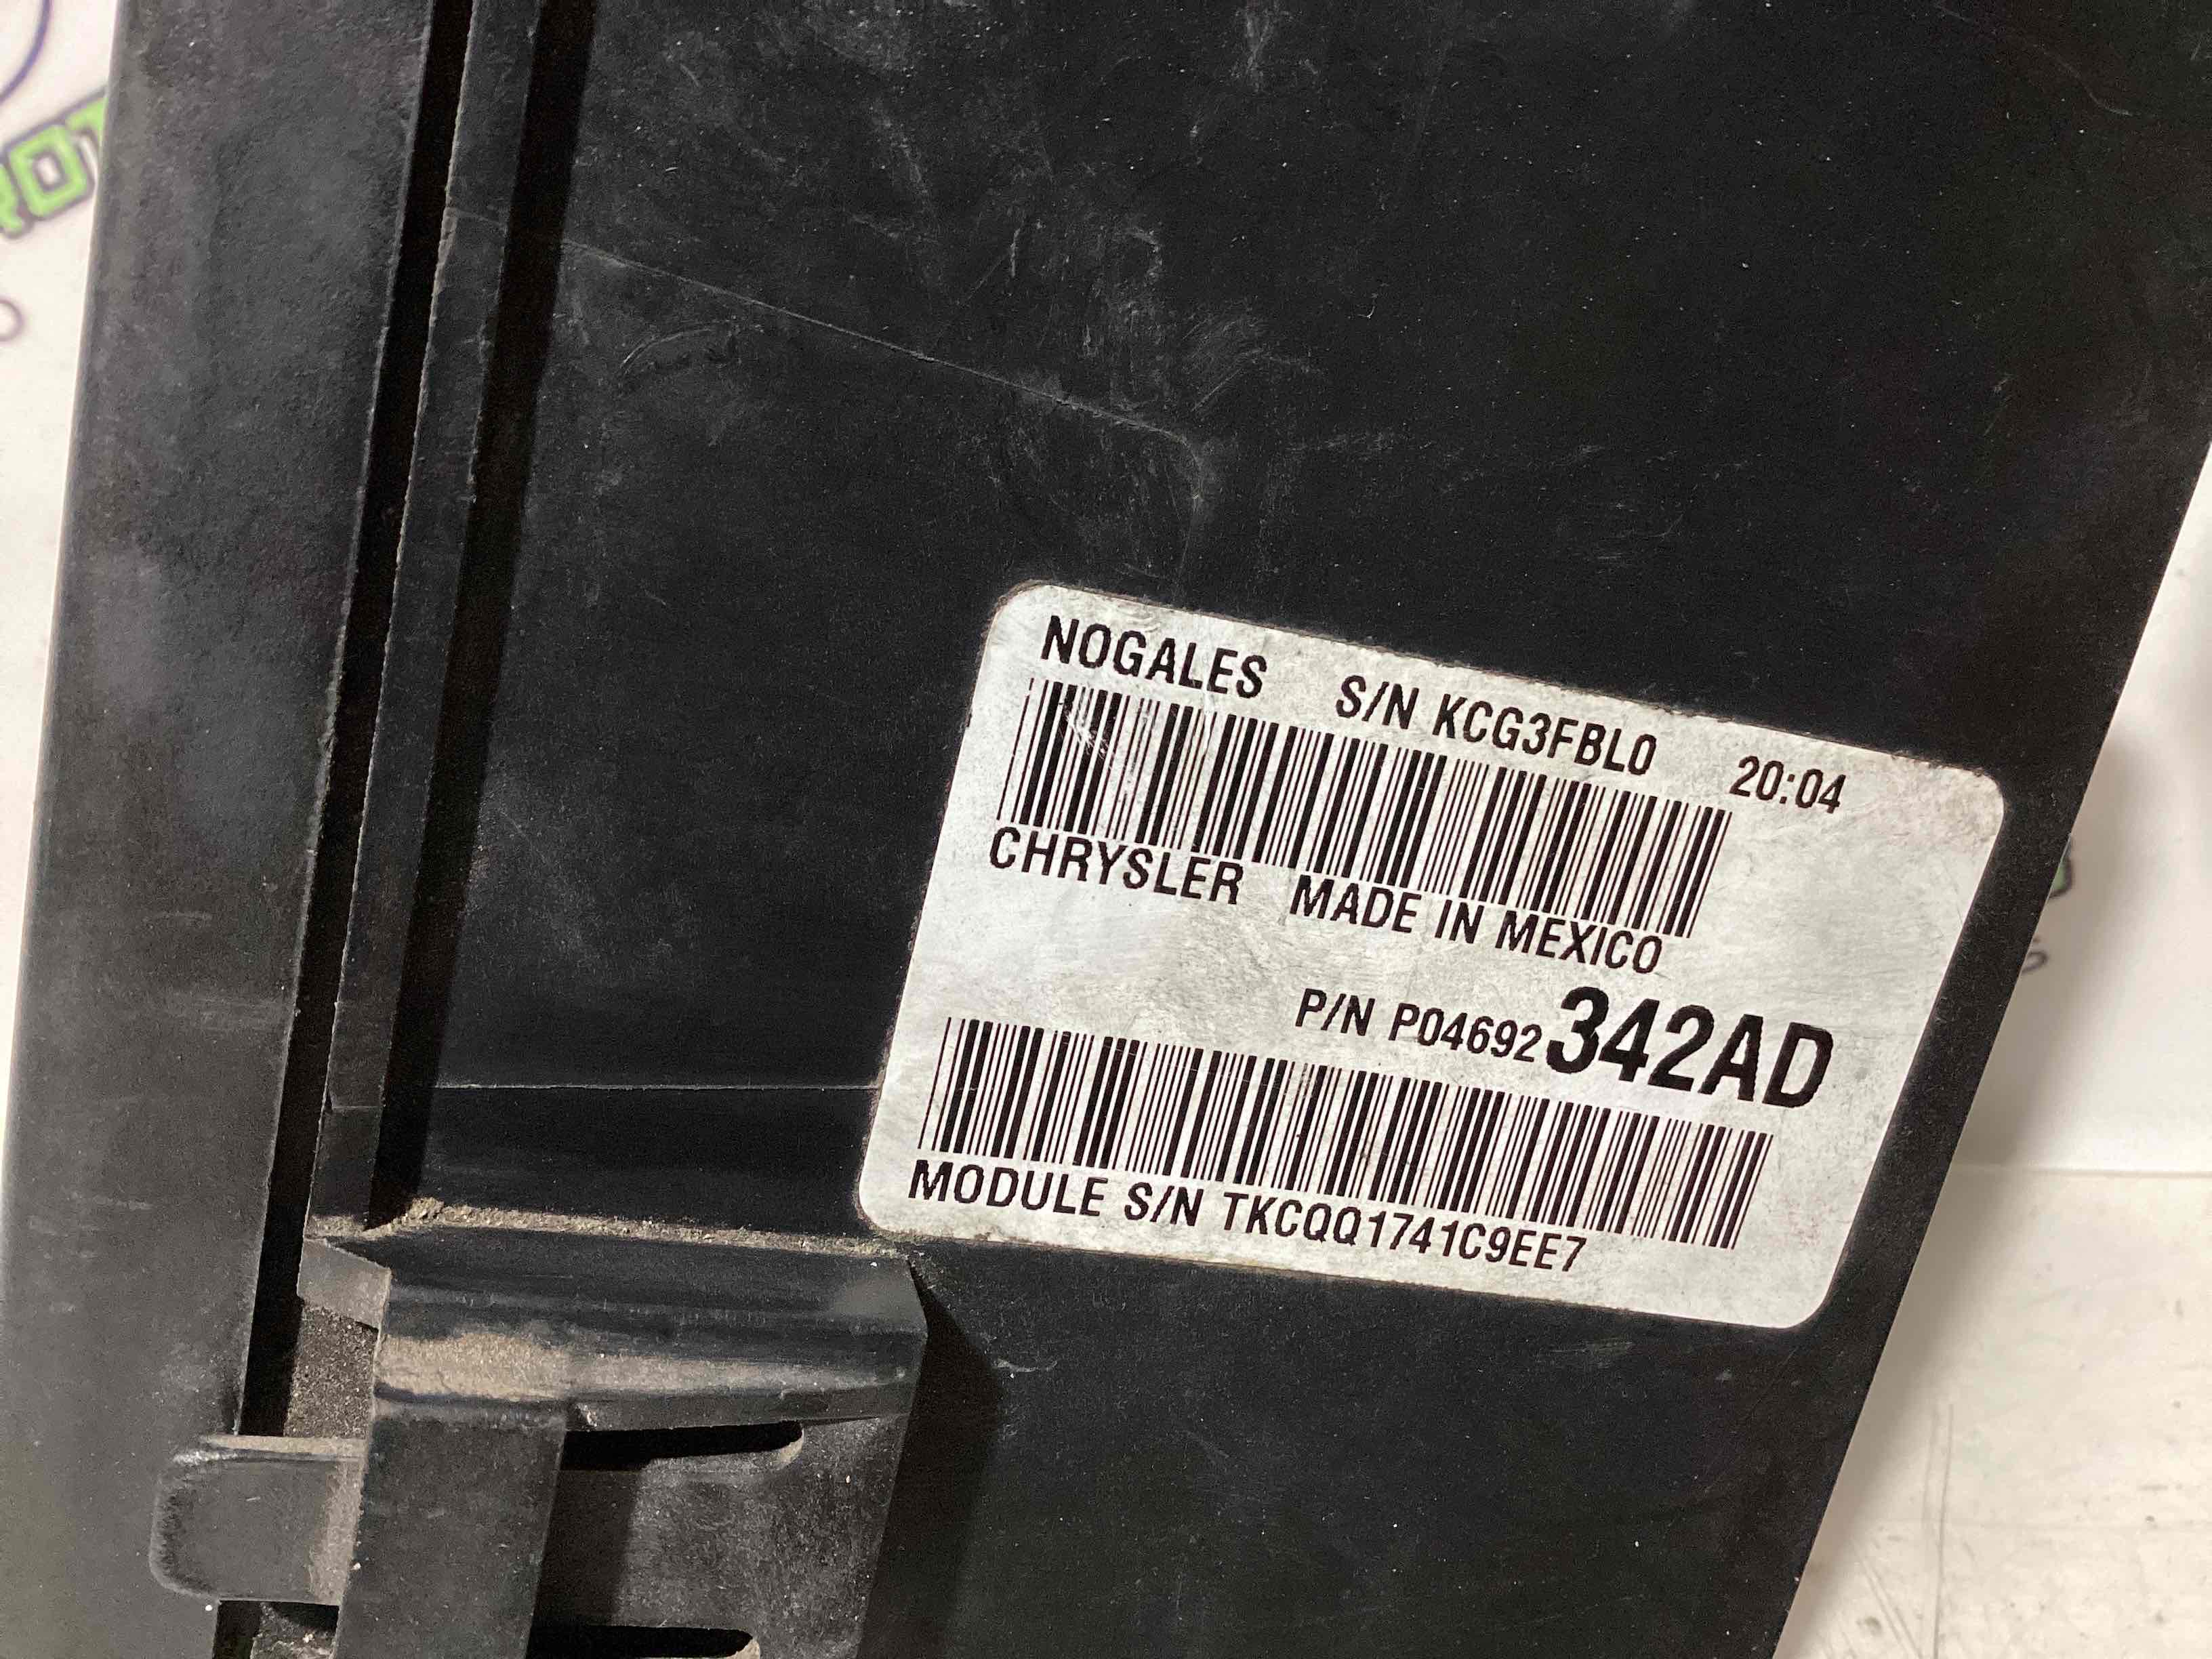 NOGALES S/N KCG3FBL0 20:04
CHRYSLER MADE IN MEXICO
P/N P04692342AD
MODULE S/N TKCQQ1741C9EE7